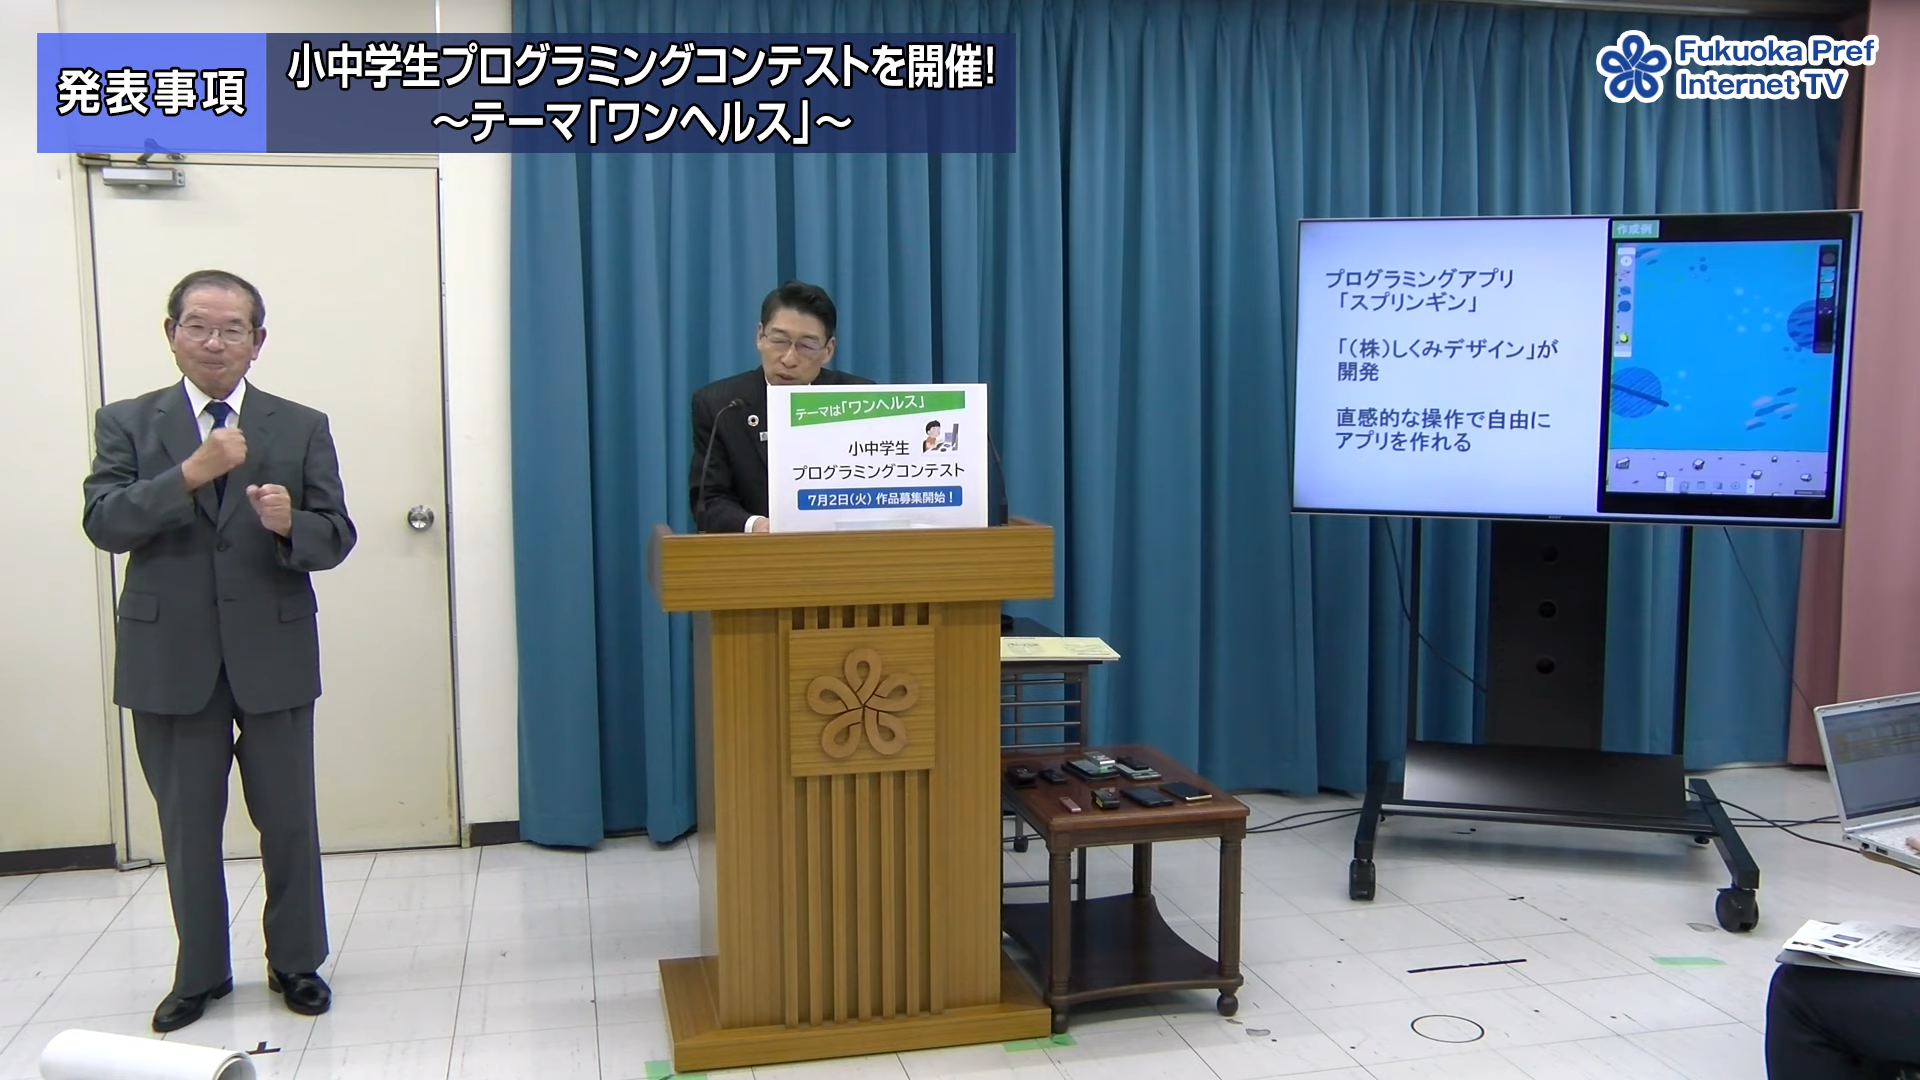 発表事項
小中学生プログラミングコンテストを開催!
～テーマ「ワンヘルス」～
Fukuoka Pref
Internet TV
テーマは「ワンヘルス」
小中学生
プログラミングコンテスト
7月2日(火) 作品募集開始！
プログラミングアプリ
「スプリンギン」
「(株)しくみデザイン」が
開発
直感的な操作で自由に
アプリを作れる
作成例